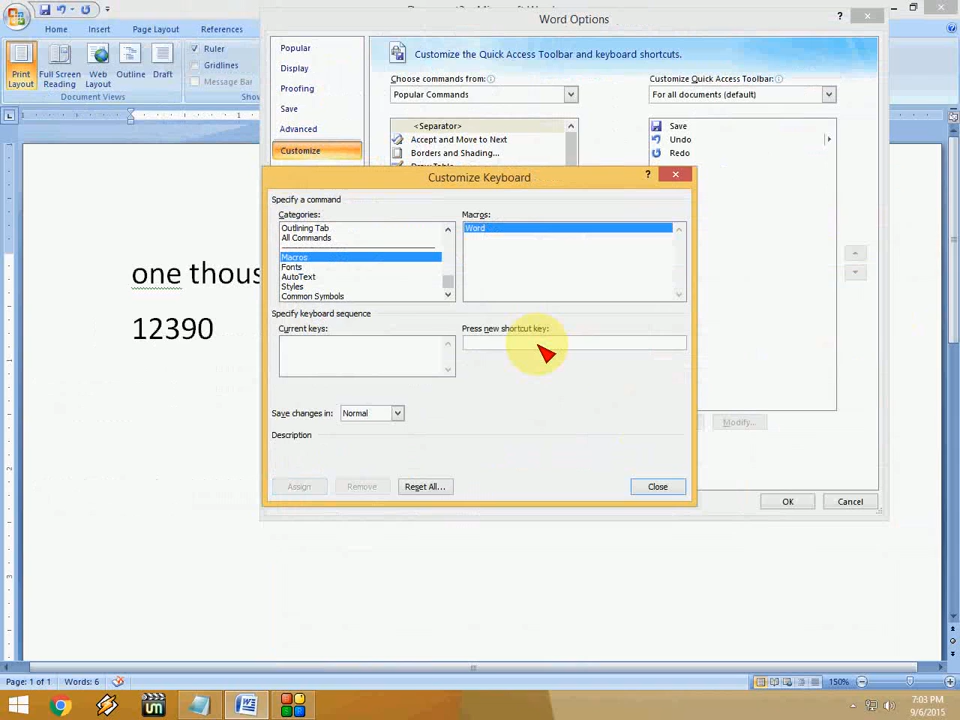 Word Options
Home Insert Page Layout References
Print Layout
Full Screen Reading
Web Layout
Outline
Draft
Document Views
Ruler
Gridlines
Message Bar
Popular
Display
Proofing
Save
Advanced
Customize
Customize the Quick Access Toolbar and keyboard shortcuts.
Choose commands from:
Popular Commands
<Separator>
Accept and Move to Next
Borders and Shading...
Customize Quick Access Toolbar:
For all documents (default)
Save
Undo
Redo
Modify...
OK
Cancel
Customize Keyboard
Specify a command
Categories:
Outlining Tab
All Commands
Macros
Fonts
AutoText
Styles
Common Symbols
Macros:
Word
Specify keyboard sequence
Current keys:
Press new shortcut key:
Save changes in:
Normal
Description
Assign
Remove
Reset All...
Close
one thous
12390
Page: 1 of 1
Words: 6
150%
7:03 PM
9/6/2015